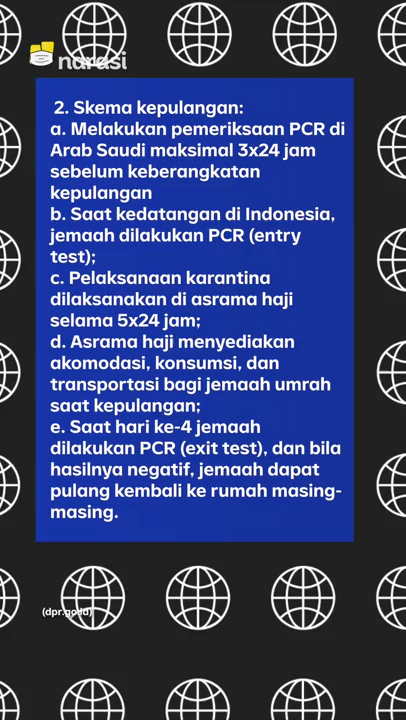 narasi
2. Skema kepulangan:
a. Melakukan pemeriksaan PCR di
Arab Saudi maksimal 3x24 jam
sebelum keberangkatan
kepulangan
b. Saat kedatangan di Indonesia,
jemaah dilakukan PCR (entry
test);
c. Pelaksanaan karantina
dilaksanakan di asrama haji
selama 5x24 jam;
d. Asrama haji menyediakan
akomodasi, konsumsi, dan
transportasi bagi jemaah umrah
saat kepulangan;
e. Saat hari ke-4 jemaah
dilakukan PCR (exit test), dan bila
hasilnya negatif, jemaah dapat
pulang kembali ke rumah masing-
masing.
(dpr.go.id)